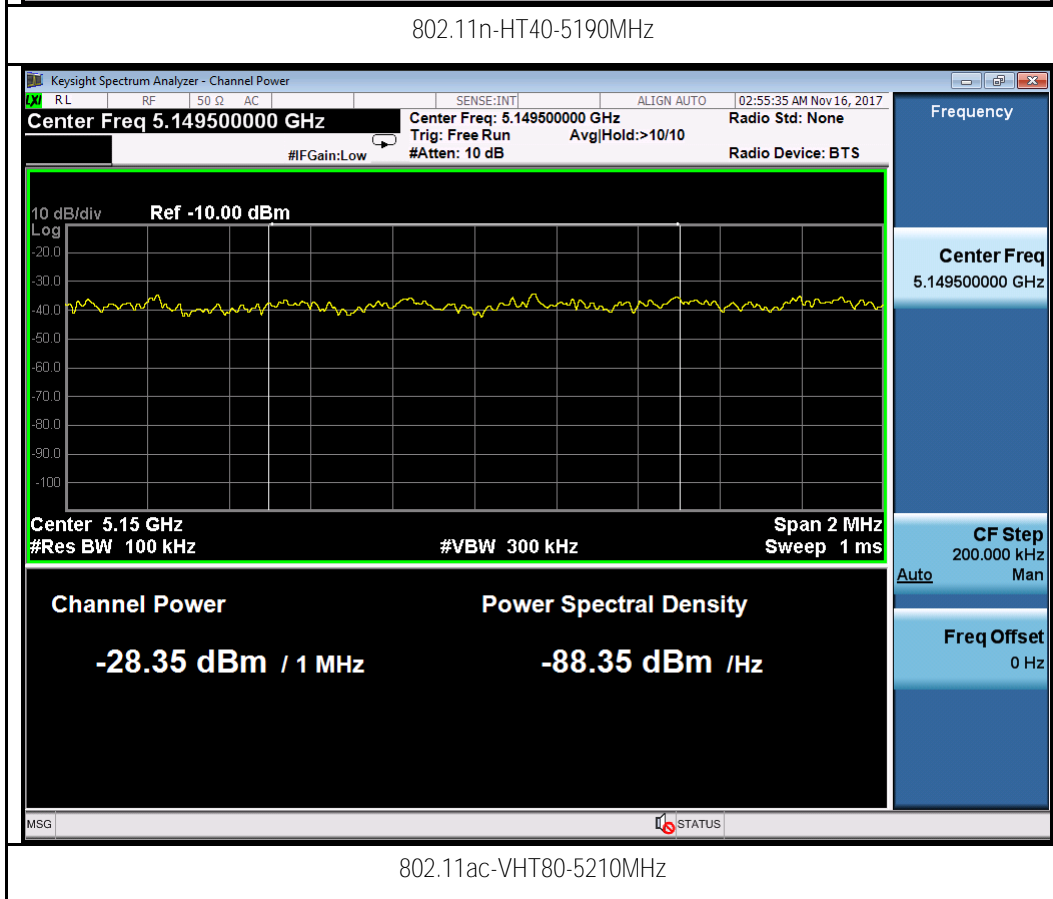 802.11n-HT40-5190MHz
Keysight Spectrum Analyzer - Channel Power
LXI RL RF 50 Ω AC SENSE:INT ALIGN AUTO 02:55:35 AM Nov 16, 2017
Center Freq 5.149500000 GHz
Center Freq: 5.149500000 GHz Radio Std: None
Trig: Free Run Avg|Hold:>10/10
#IFGain:Low #Atten: 10 dB Radio Device: BTS
10 dB/div Ref -10.00 dBm
Log
-20.0
-30.0
-40.0
-50.0
-60.0
-70.0
-80.0
-90.0
-100
Center 5.15 GHz Span 2 MHz
#Res BW 100 kHz #VBW 300 kHz Sweep 1 ms
Channel Power Power Spectral Density
-28.35 dBm / 1 MHz -88.35 dBm /Hz
Frequency
Center Freq
5.149500000 GHz
CF Step
200.000 kHz
Auto Man
Freq Offset
0 Hz
MSG STATUS
802.11ac-VHT80-5210MHz